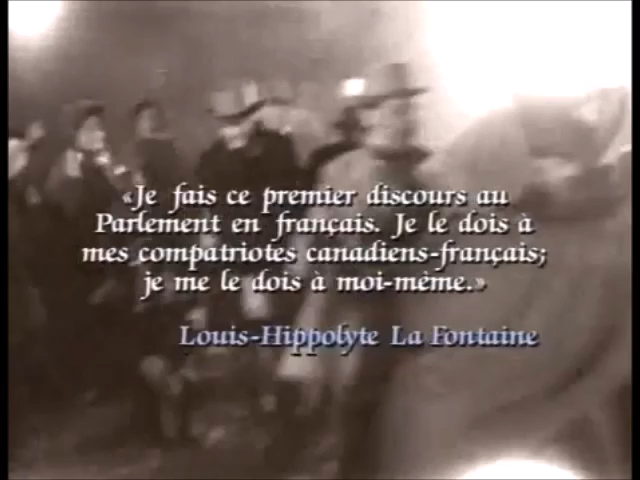 «Je fais ce premier discours au
Parlement en français. Je le dois à
mes compatriotes canadiens-français;
je me le dois à moi-mème.»
Louis-Hippolyte La Fontaine